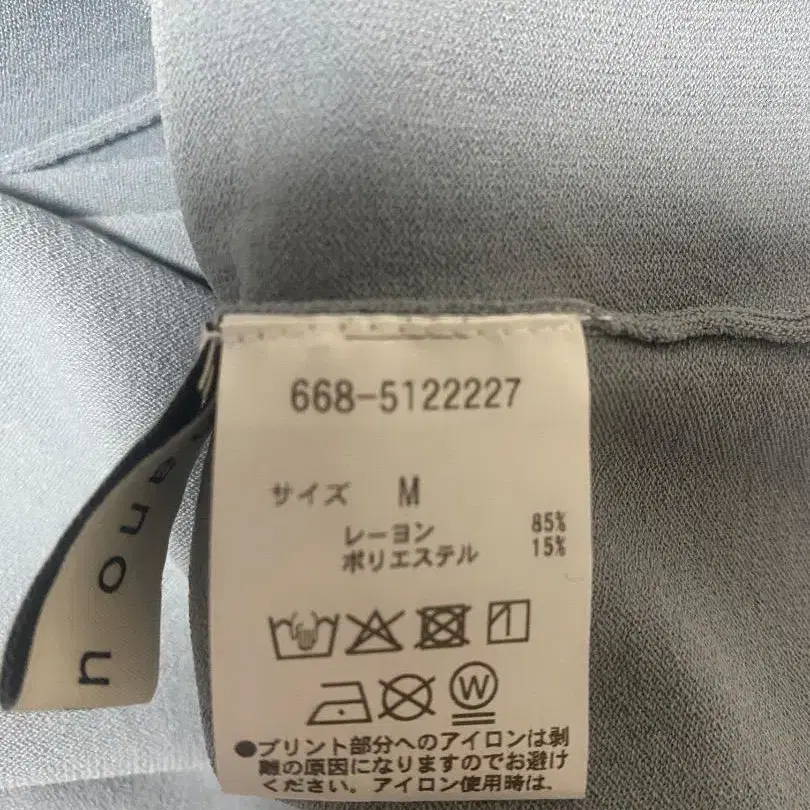 668-5122227
サイズ M
レーヨン 85%
ポリエステル 15%
W
●プリント部分へのアイロンは剥
離の原因になりますのでお避け
ください。アイロン使用時は、